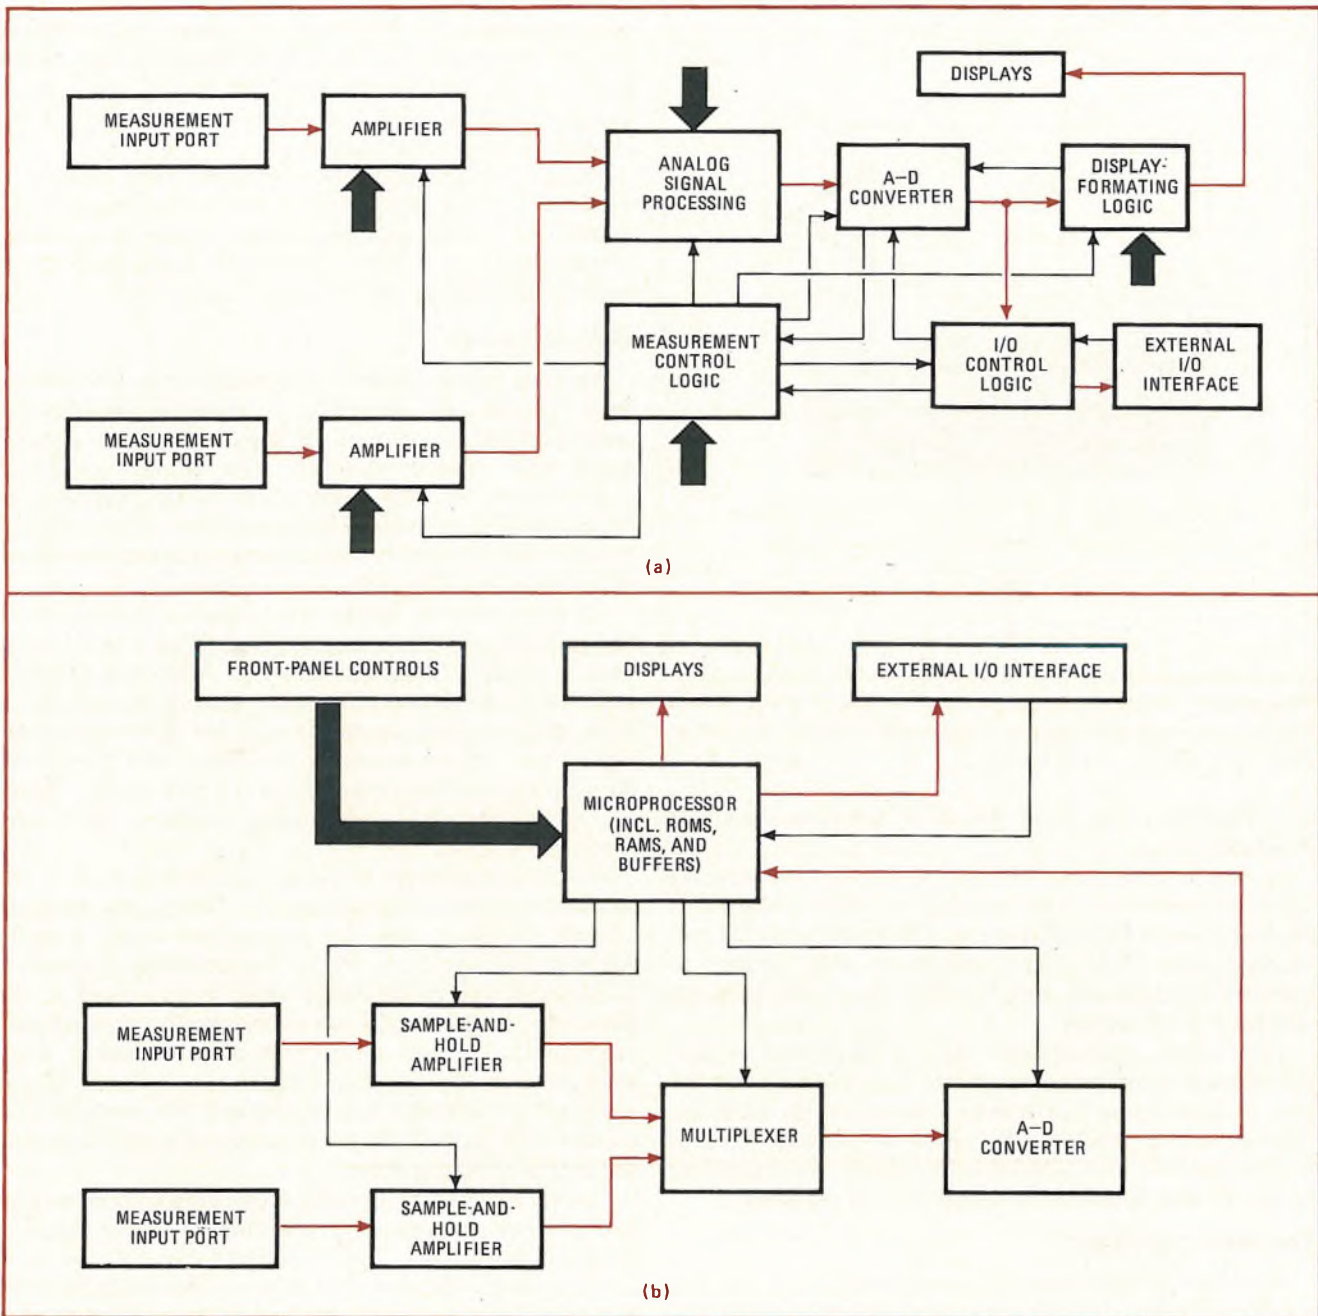 DISPLAYS
MEASUREMENT
INPUT PORT
AMPLIFIER
ANALOG
SIGNAL
PROCESSING
A–D
CONVERTER
DISPLAY-
FORMATING
LOGIC
MEASUREMENT
CONTROL
LOGIC
I/O
CONTROL
LOGIC
EXTERNAL
I/O
INTERFACE
MEASUREMENT
INPUT PORT
AMPLIFIER
(a)
FRONT-PANEL CONTROLS
DISPLAYS
EXTERNAL I/O INTERFACE
MICROPROCESSOR
(INCL. ROMS,
RAMS, AND
BUFFERS)
MEASUREMENT
INPUT PORT
SAMPLE-AND-
HOLD
AMPLIFIER
MULTIPLEXER
A–D
CONVERTER
MEASUREMENT
INPUT PORT
SAMPLE-AND-
HOLD
AMPLIFIER
(b)